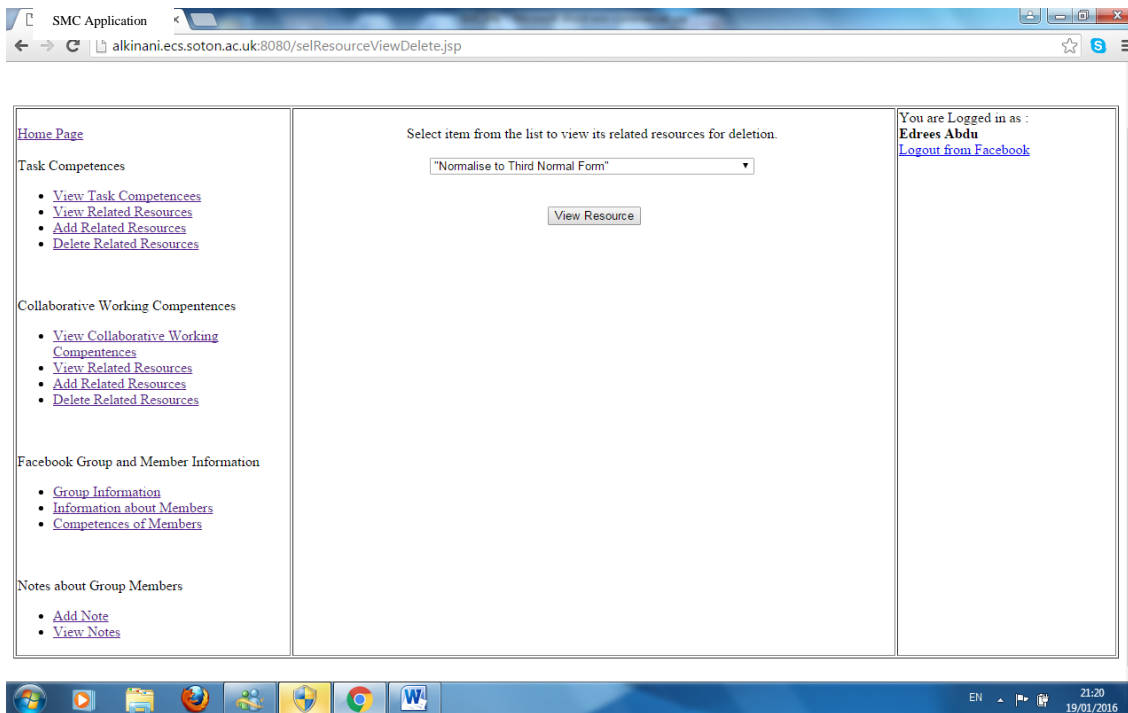 SMC Application
alkinani.ecs.soton.ac.uk:8080/selResourceViewDelete.jsp
Home Page
Task Competences
View Task Competencees
View Related Resources
Add Related Resources
Delete Related Resources
Collaborative Working Compentences
View Collaborative Working
Compentences
View Related Resources
Add Related Resources
Delete Related Resources
Facebook Group and Member Information
Group Information
Information about Members
Competences of Members
Notes about Group Members
Add Note
View Notes
Select item from the list to view its related resources for deletion.
"Normalise to Third Normal Form"
View Resource
You are Logged in as :
Edrees Abdu
Logout from Facebook
EN
21:20
19/01/2016